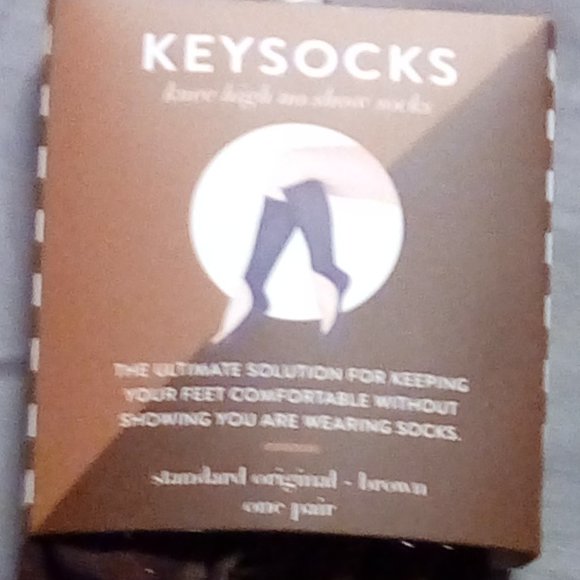 KEYSOCKS
knee high no show socks
THE ULTIMATE SOLUTION FOR KEEPING
YOUR FEET COMFORTABLE WITHOUT
SHOWING YOU ARE WEARING SOCKS.
standard original - brown
one pair